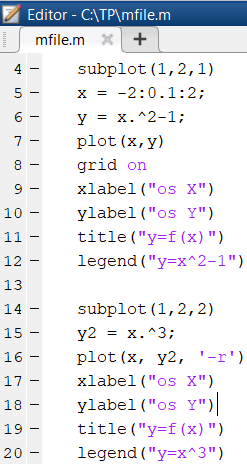 Editor - C:\TP\mfile.m
mfile.m × +
4 - subplot(1,2,1)
5 - x = -2:0.1:2;
6 - y = x.^2-1;
7 - plot(x,y)
8 - grid on
9 - xlabel("os X")
10 - ylabel("os Y")
11 - title("y=f(x)")
12 - legend("y=x^2-1")
13
14 - subplot(1,2,2)
15 - y2 = x.^3;
16 - plot(x, y2, '-r')
17 - xlabel("os X")
18 - ylabel("os Y")
19 - title("y=f(x)")
20 - legend("y=x^3")